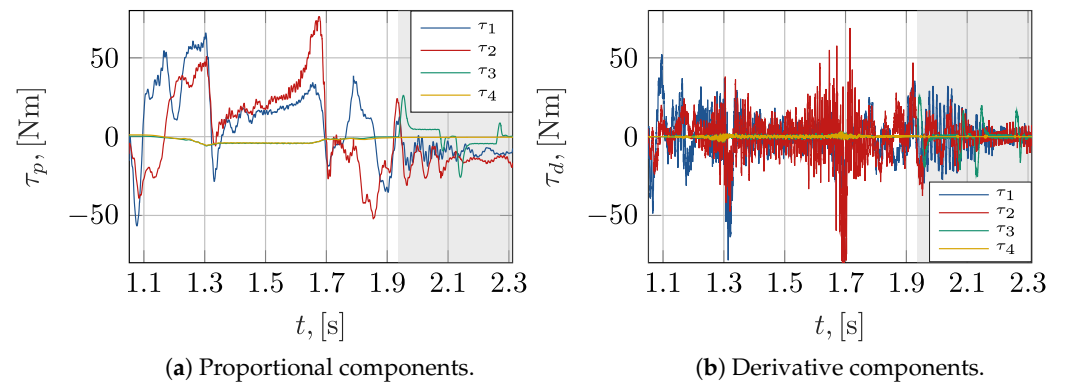 50
0
−50
τp, [Nm]
1.1 1.3 1.5 1.7 1.9 2.1 2.3
t, [s]
τ1
τ2
τ3
τ4
(a) Proportional components.
50
0
−50
τd, [Nm]
1.1 1.3 1.5 1.7 1.9 2.1 2.3
t, [s]
τ1
τ2
τ3
τ4
(b) Derivative components.